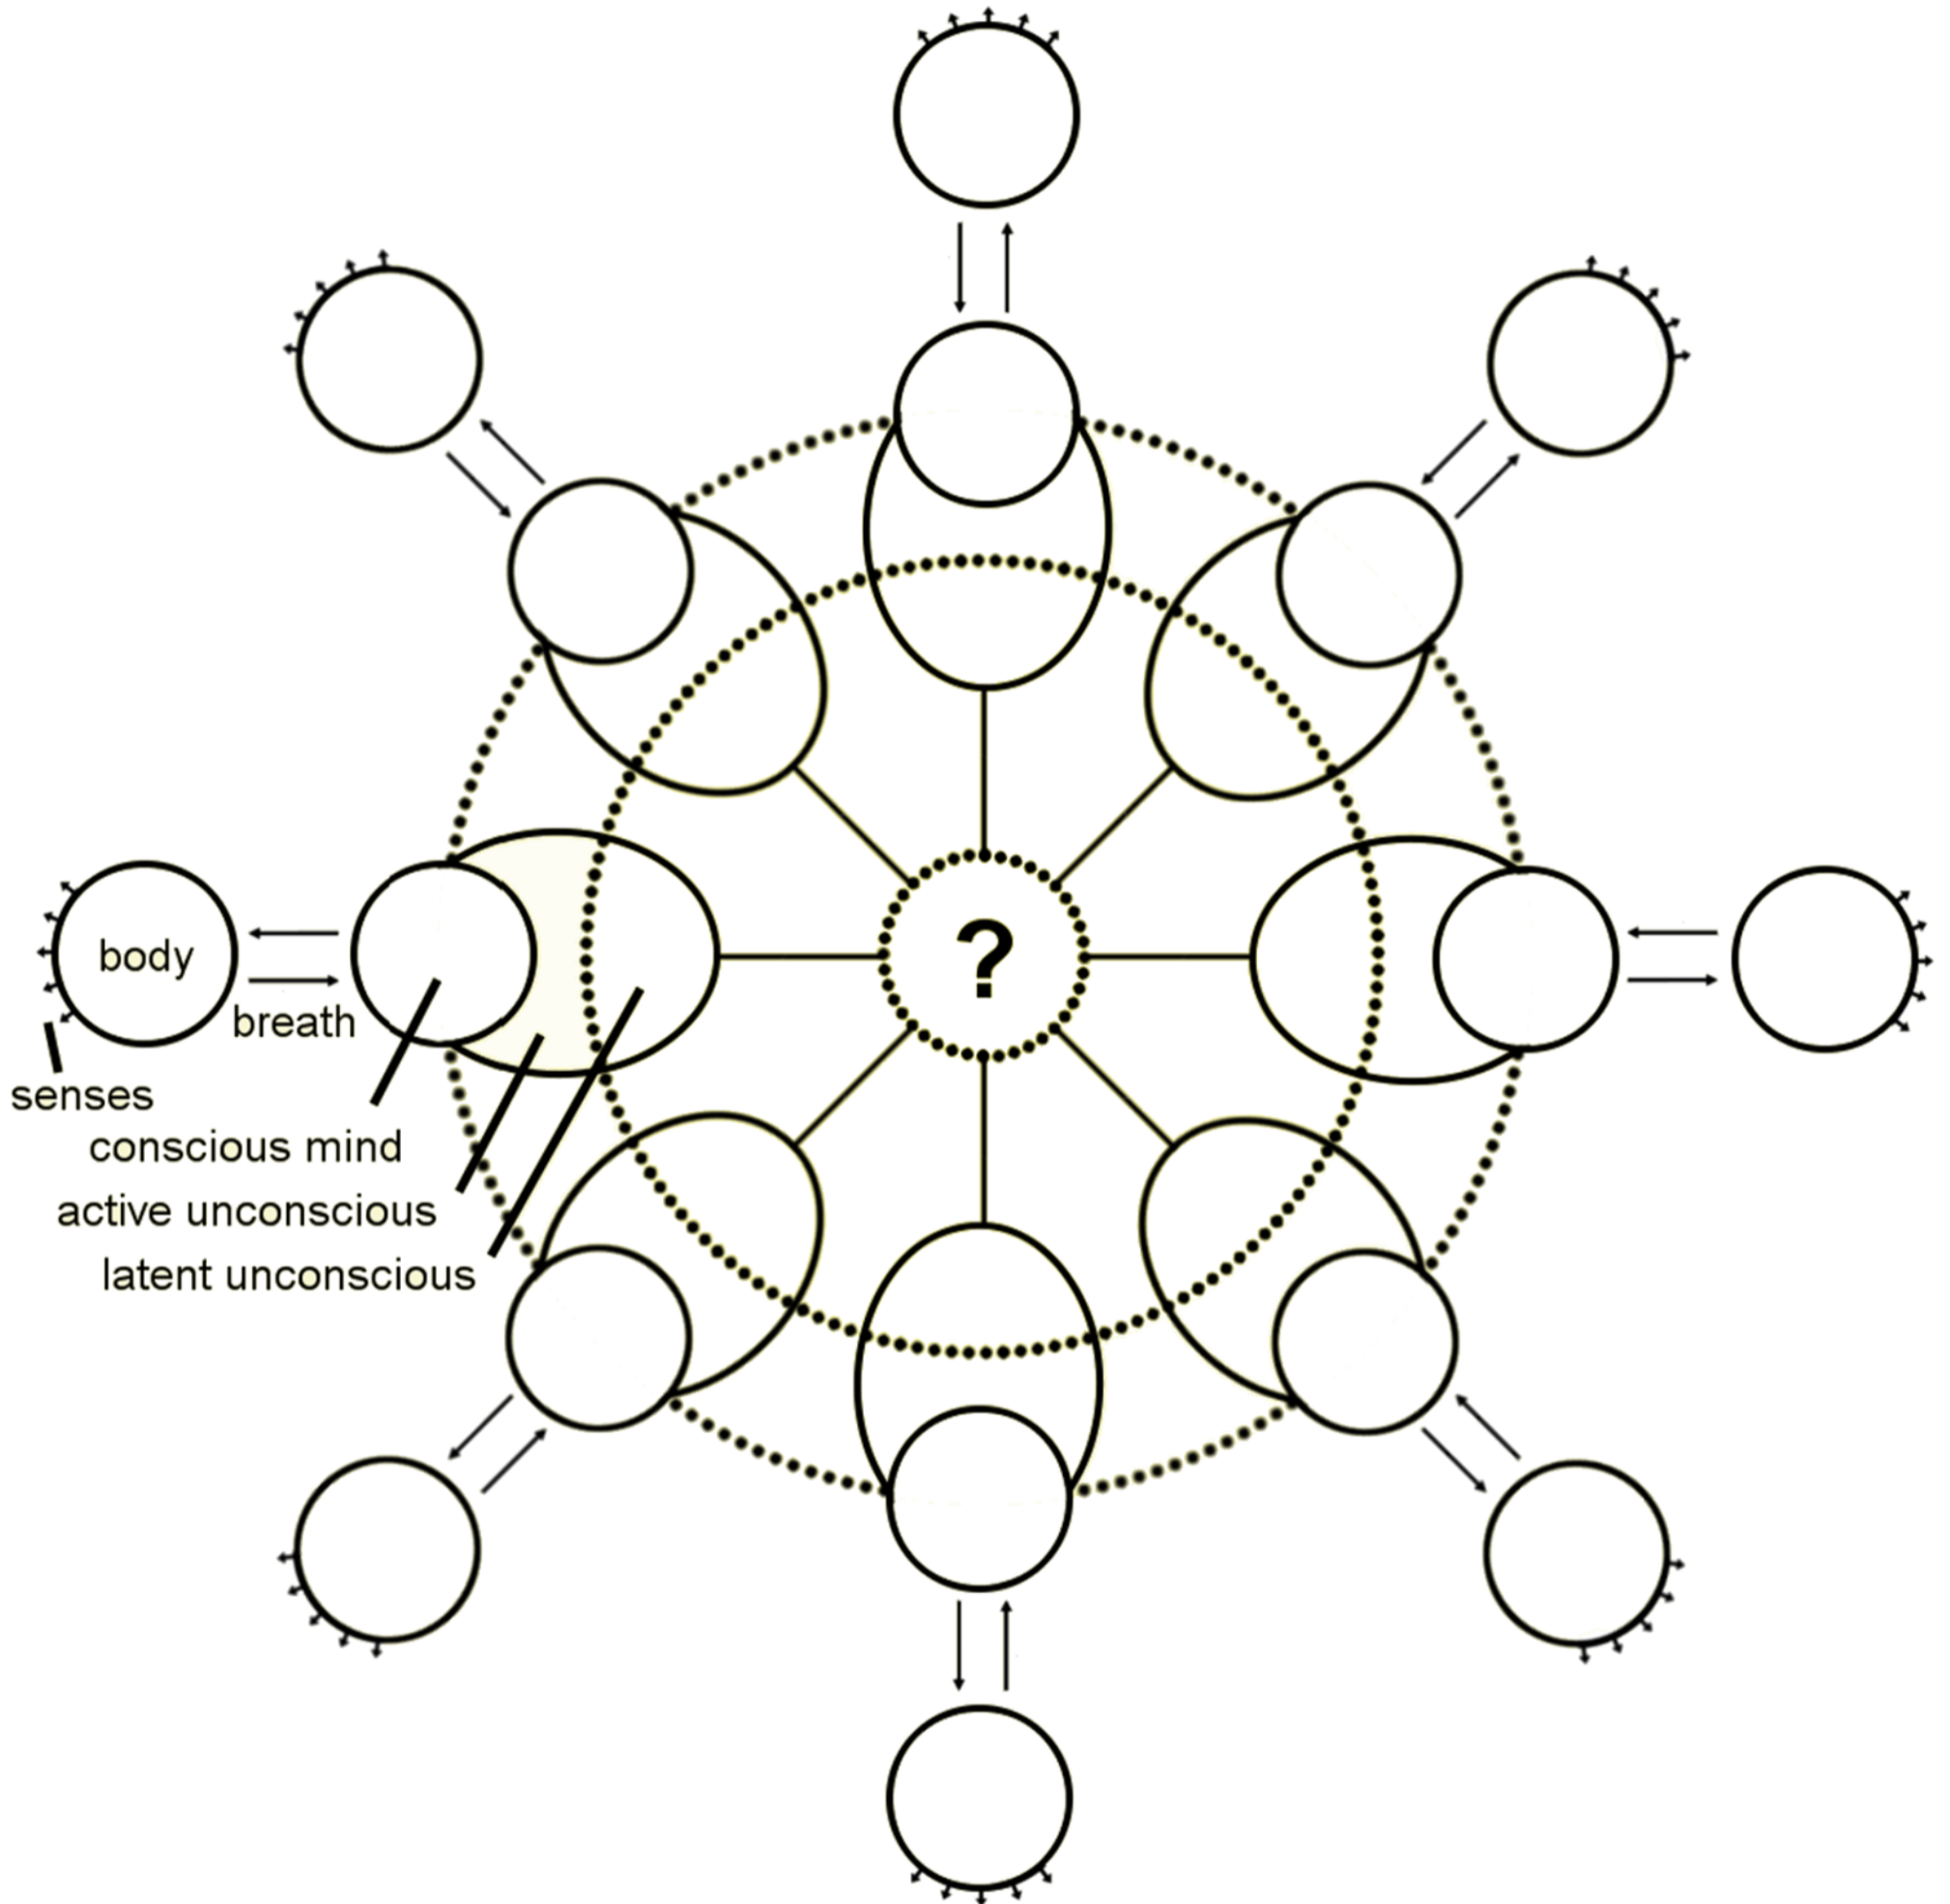 ?
body
breath
senses
conscious mind
active unconscious
latent unconscious